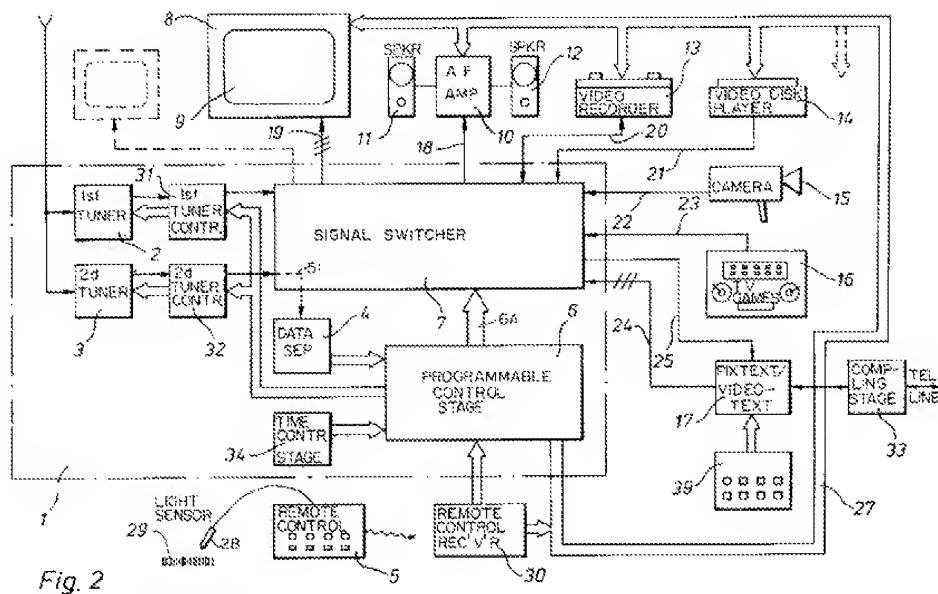 8
SPKR
SPKR
12
13
A F
AMP
VIDEO
RECORDER
VIDEO DISK
PLAYER
9
11
10
14
19
18
20
21
31
1st
TUNER
1st
TUNER
CONTR.
2
SIGNAL SWITCHER
CAMERA
15
22
23
2d
TUNER
2d
TUNER
CONTR.
3
32
51
7
TV
GAMES
16
DATA
SEP.
4
6A
6
24
25
PROGRAMMABLE
CONTROL
STAGE
FIXTEXT/
VIDEO-
TEXT
17
COMP-
LING
STAGE
33
TEL
LINE
TIME
CONTR
STAGE
34
39
1
27
LIGHT
SENSOR
29
28
REMOTE
CONTROL
5
REMOTE
CONTROL
REC'V'R
30
Fig. 2